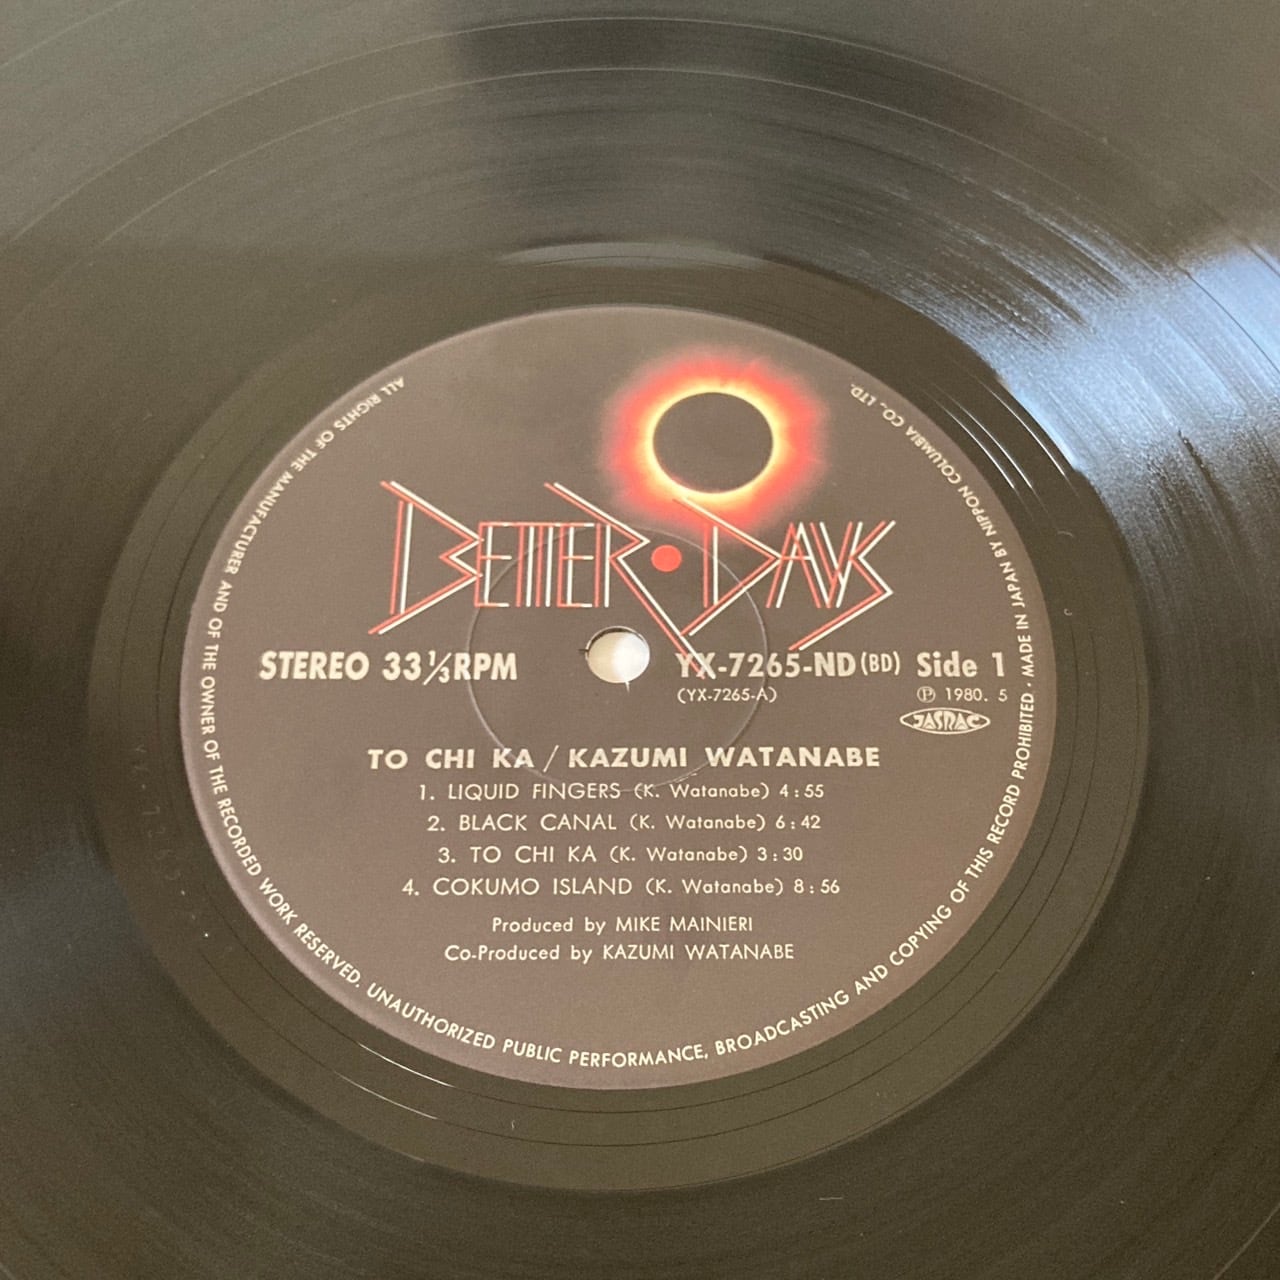 BETTER • DAYS
STEREO 33⅓RPM
YX-7265-ND(BD) Side 1
(YX-7265-A)
Ⓟ 1980. 5
JASRAC
TO CHI KA / KAZUMI WATANABE
1. LIQUID FINGERS (K. Watanabe) 4:55
2. BLACK CANAL (K. Watanabe) 6:42
3. TO CHI KA (K. Watanabe) 3:30
4. COKUMO ISLAND (K. Watanabe) 8:56
Produced by MIKE MAINIERI
Co-Produced by KAZUMI WATANABE
ALL RIGHTS OF THE MANUFACTURER AND OF THE OWNER OF THE RECORDED WORK RESERVED. UNAUTHORIZED PUBLIC PERFORMANCE, BROADCASTING AND COPYING OF THIS RECORD PROHIBITED • MADE IN JAPAN BY NIPPON COLUMBIA CO., LTD.